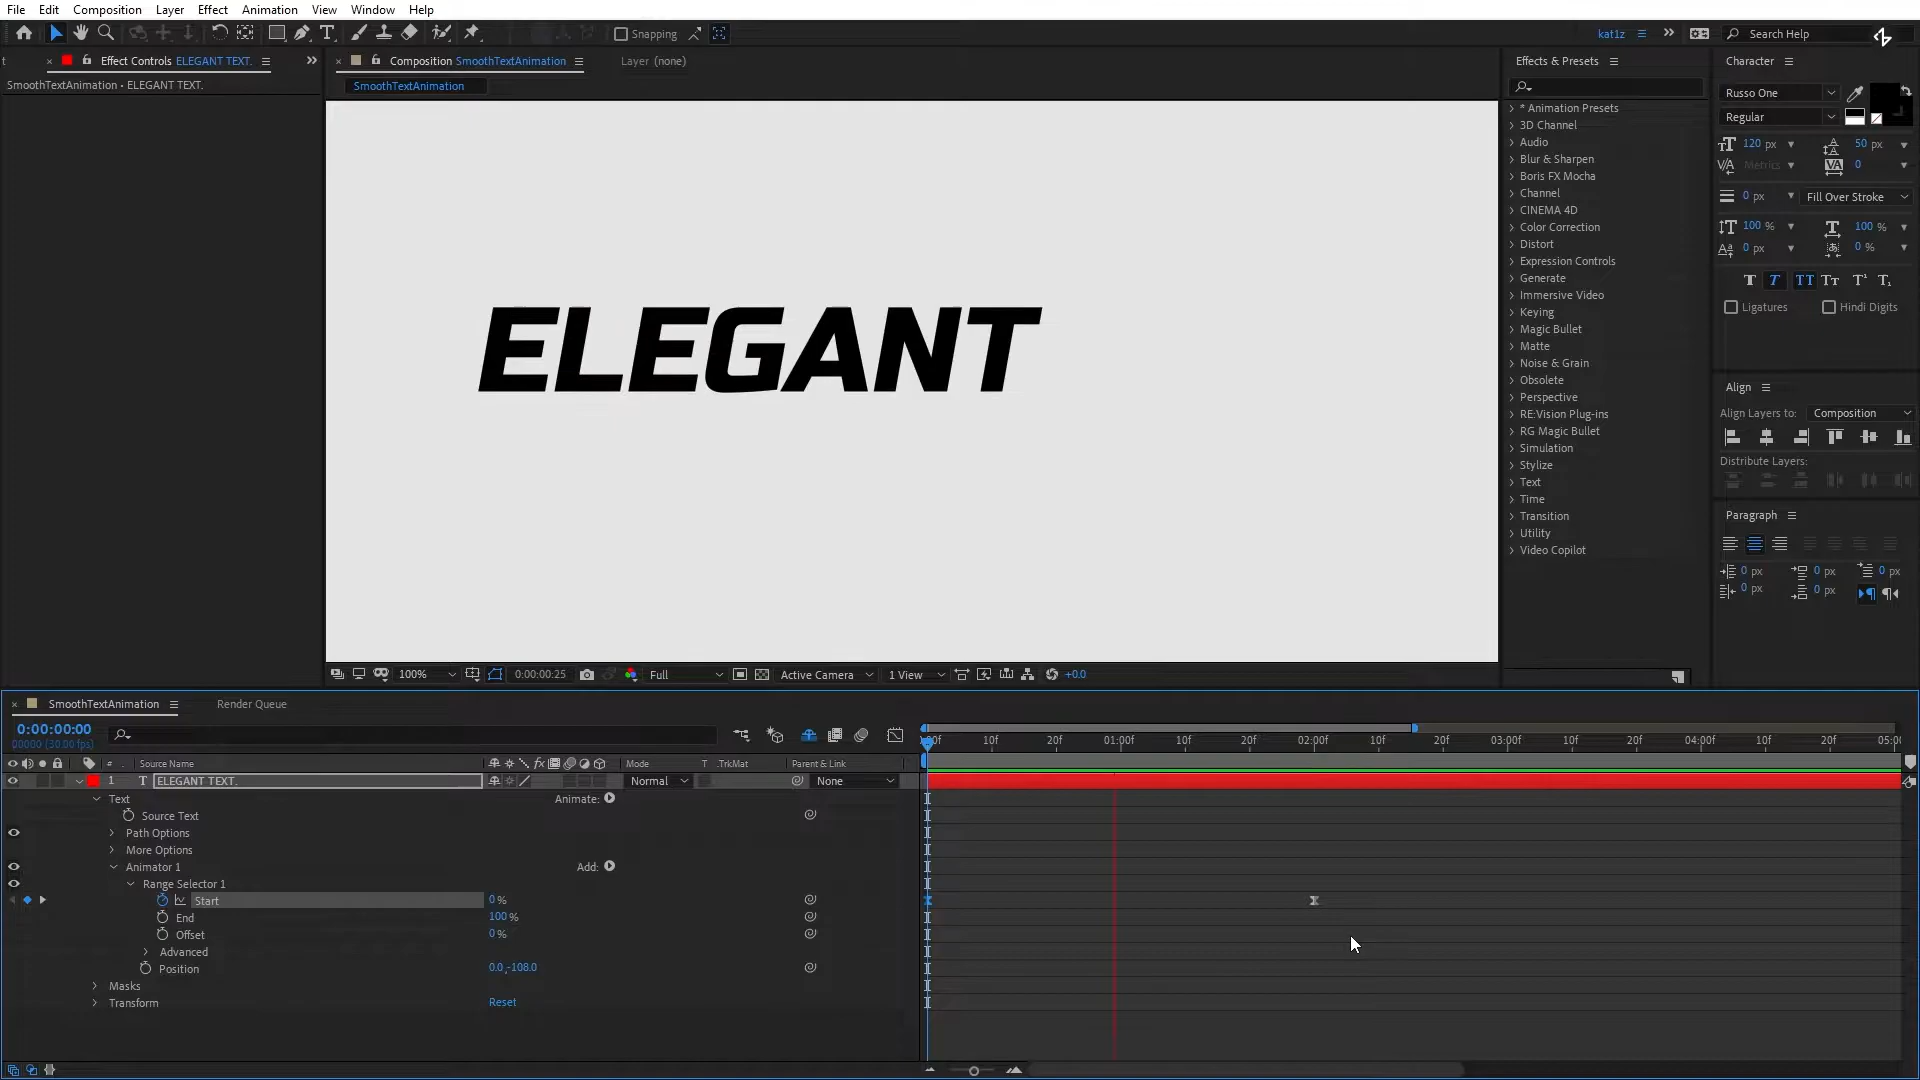 File Edit Composition Layer Effect Animation View Window Help
Snapping
kat1z
Search Help
Effect Controls ELEGANT TEXT.
SmoothTextAnimation • ELEGANT TEXT.
Composition SmoothTextAnimation
Layer (none)
SmoothTextAnimation
ELEGANT
100%
0:00:00:25
Full
Active Camera
1 View
+0.0
Effects & Presets
* Animation Presets
3D Channel
Audio
Blur & Sharpen
Boris FX Mocha
Channel
CINEMA 4D
Color Correction
Distort
Expression Controls
Generate
Immersive Video
Keying
Magic Bullet
Matte
Noise & Grain
Obsolete
Perspective
RE:Vision Plug-ins
RG Magic Bullet
Simulation
Stylize
Text
Time
Transition
Utility
Video Copilot
Character
Russo One
Regular
120 px 50 px
Metrics 0
0 px Fill Over Stroke
100 % 100 %
0 px 0 %
Ligatures Hindi Digits
Align
Align Layers to: Composition
Distribute Layers:
Paragraph
0 px 0 px 0 px
0 px 0 px
SmoothTextAnimation
Render Queue
0:00:00:00
00000 (30.00 fps)
# Source Name Mode T .TrkMat Parent & Link
1 T ELEGANT TEXT. Normal None
Text Animate:
Source Text
Path Options
More Options
Animator 1 Add:
Range Selector 1
Start 0 %
End 100 %
Offset 0 %
Advanced
Position 0.0,-108.0
Masks
Transform Reset
10f 20f 01:00f 10f 20f 02:00f 10f 20f 03:00f 10f 20f 04:00f 10f 20f